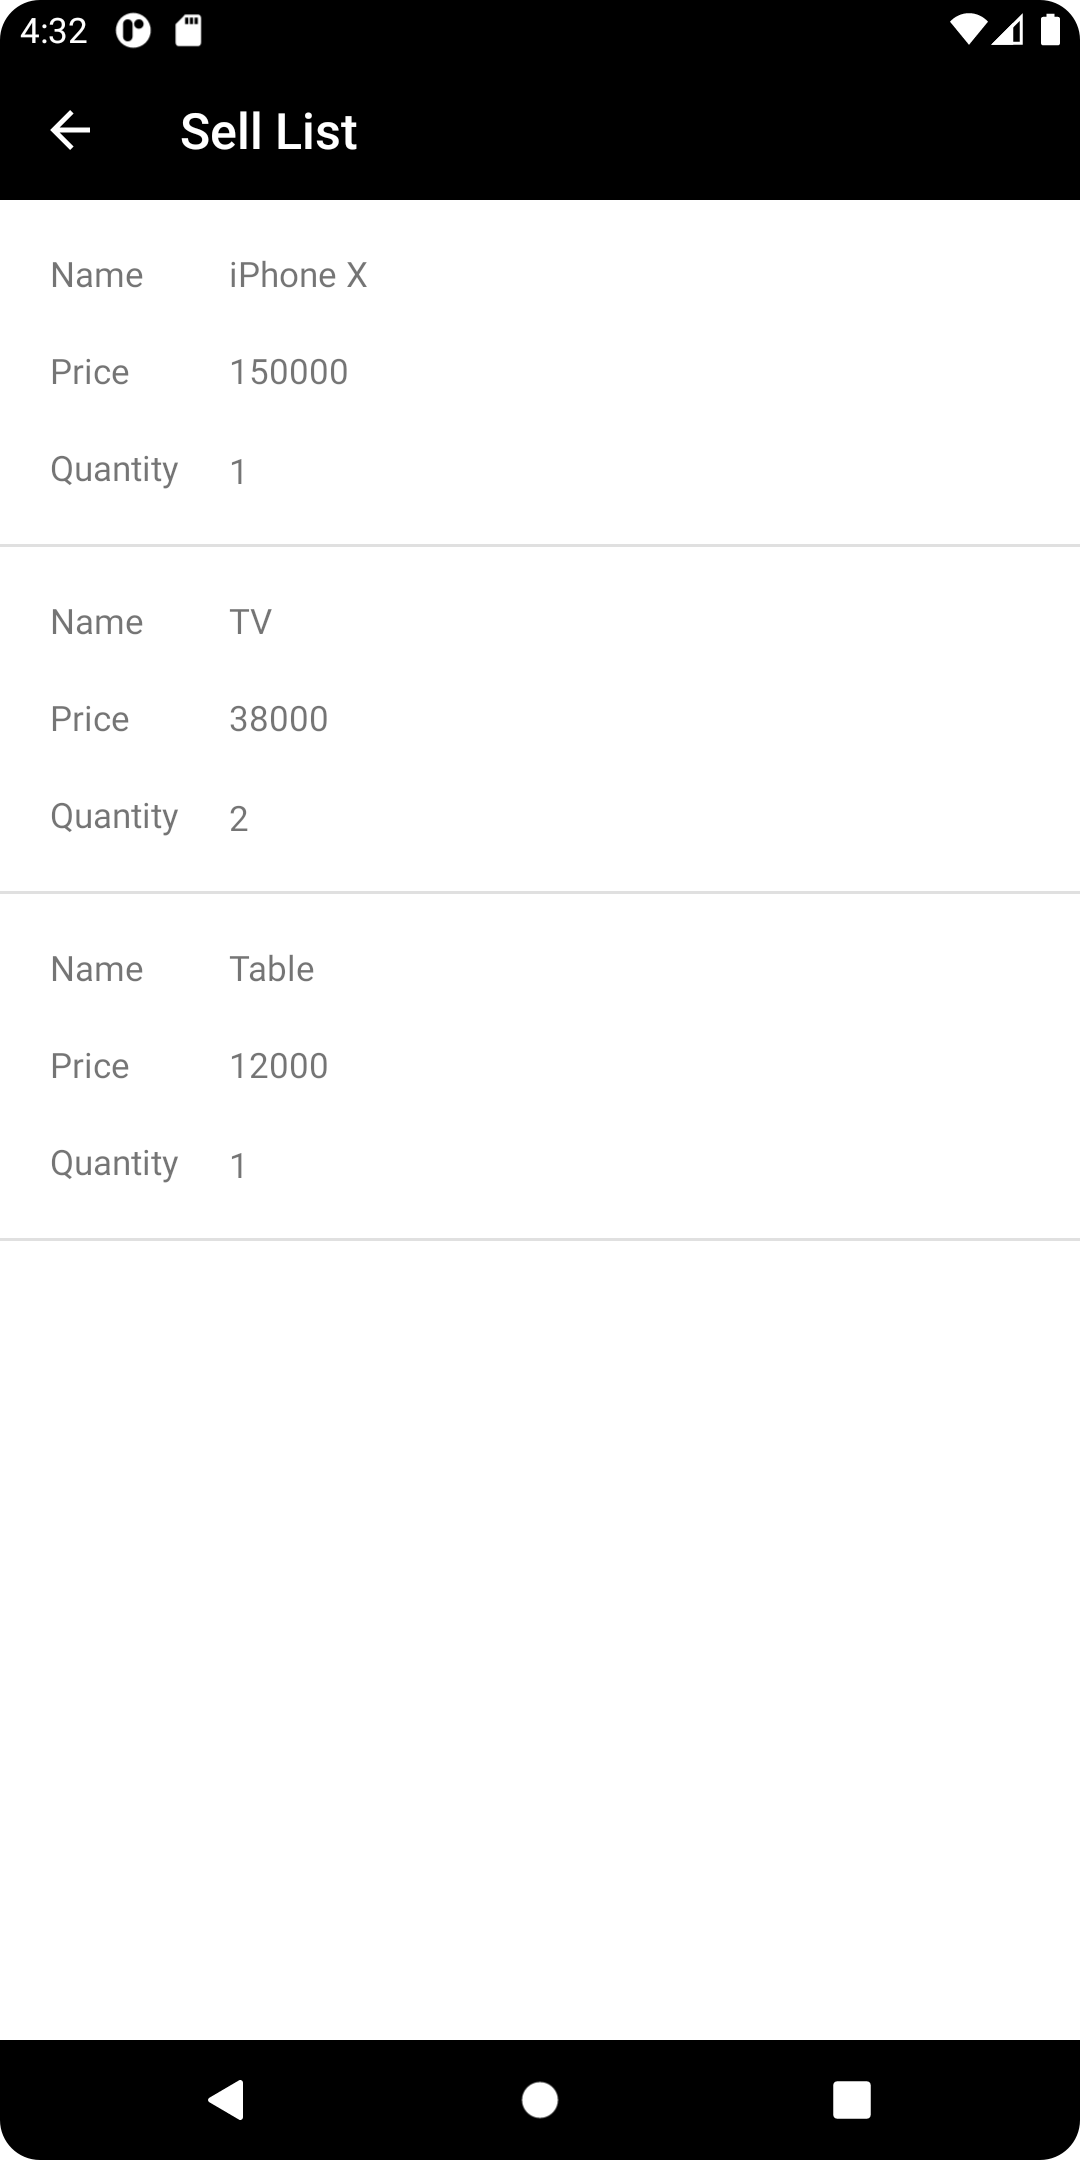 4:32
Sell List
Name iPhone X
Price 150000
Quantity 1
Name TV
Price 38000
Quantity 2
Name Table
Price 12000
Quantity 1